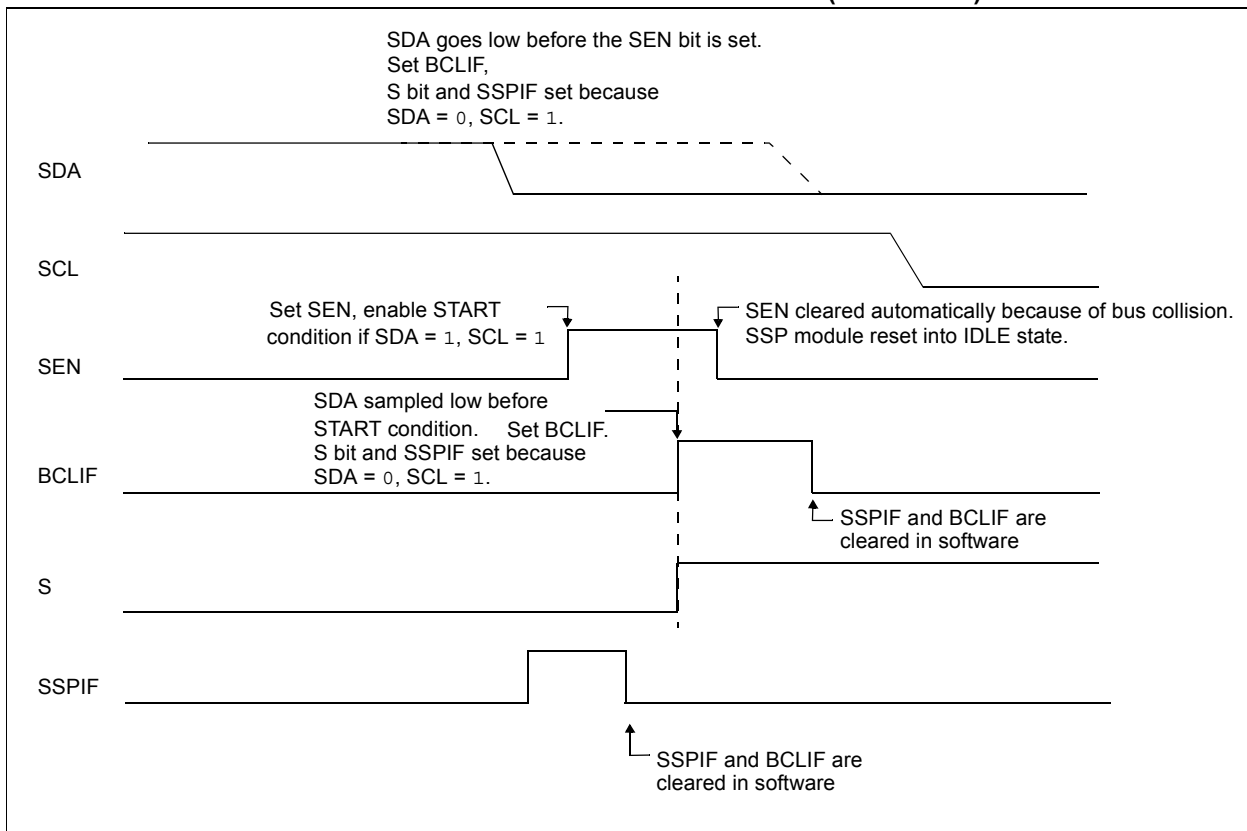 SDA goes low before the SEN bit is set.
Set BCLIF,
S bit and SSPIF set because
SDA = 0, SCL = 1.
SDA
SCL
Set SEN, enable START
condition if SDA = 1, SCL = 1
SEN cleared automatically because of bus collision.
SSP module reset into IDLE state.
SEN
SDA sampled low before
START condition. Set BCLIF.
S bit and SSPIF set because
SDA = 0, SCL = 1.
BCLIF
SSPIF and BCLIF are
cleared in software
S
SSPIF
SSPIF and BCLIF are
cleared in software